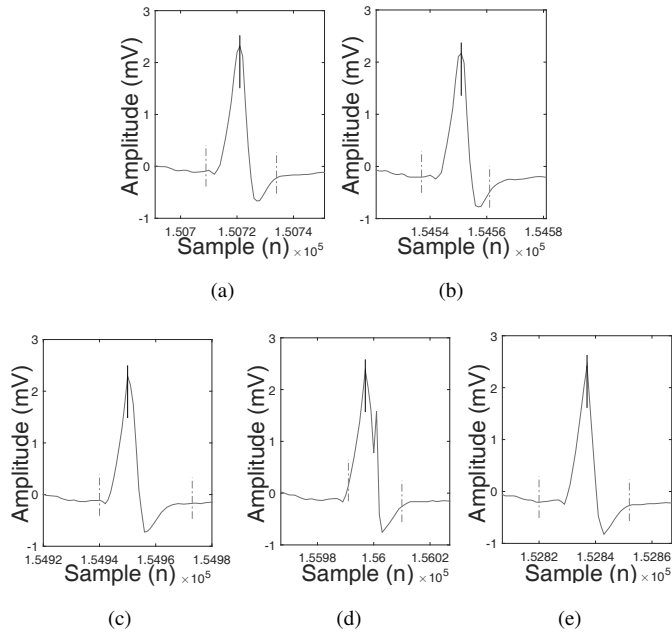 3
2
1
0
-1
Amplitude (mV)
1.507 1.5072 1.5074
Sample (n) ×10⁵
(a)
3
2
1
0
-1
Amplitude (mV)
1.5454 1.5456 1.5458
Sample (n) ×10⁵
(b)
3
2
1
0
-1
Amplitude (mV)
1.5492 1.5494 1.5496 1.5498
Sample (n) ×10⁵
(c)
3
2
1
0
-1
Amplitude (mV)
1.5598 1.56 1.5602
Sample (n) ×10⁵
(d)
3
2
1
0
-1
Amplitude (mV)
1.5282 1.5284 1.5286
Sample (n) ×10⁵
(e)